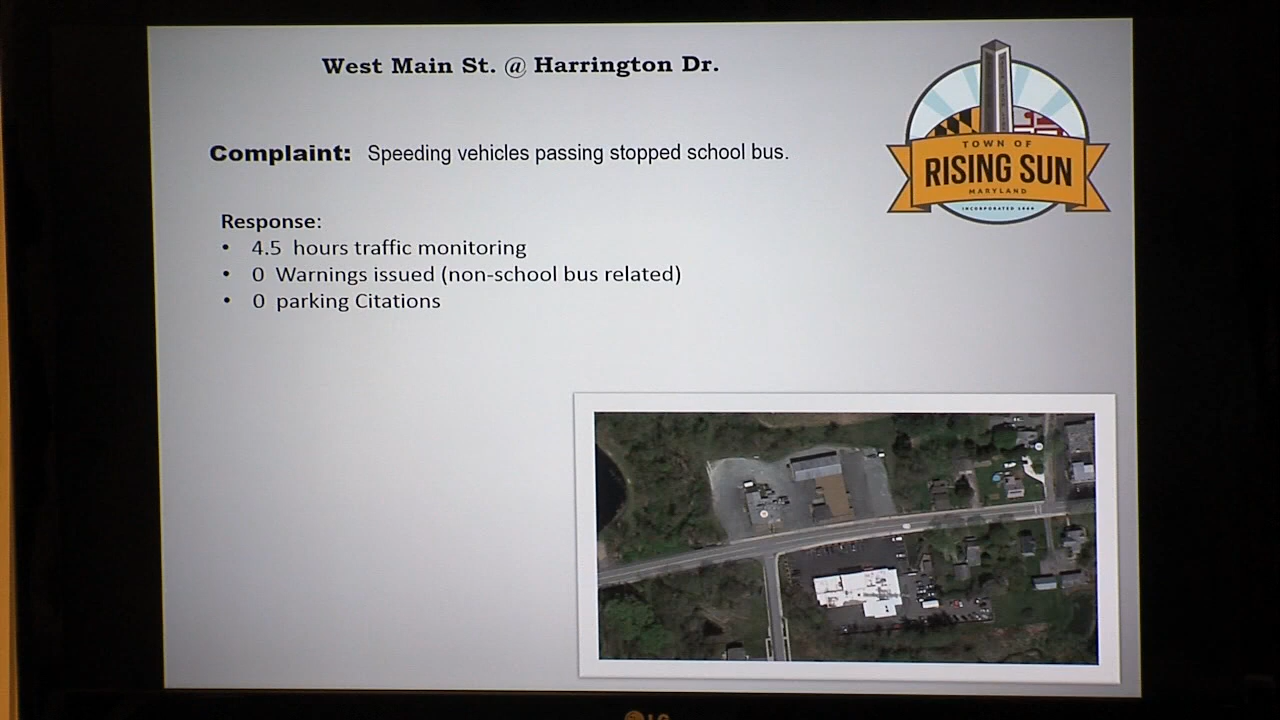 West Main St. @ Harrington Dr.
Complaint: Speeding vehicles passing stopped school bus.
TOWN OF
RISING SUN
MARYLAND
Response:
• 4.5 hours traffic monitoring
• 0 Warnings issued (non-school bus related)
• 0 parking Citations
LG